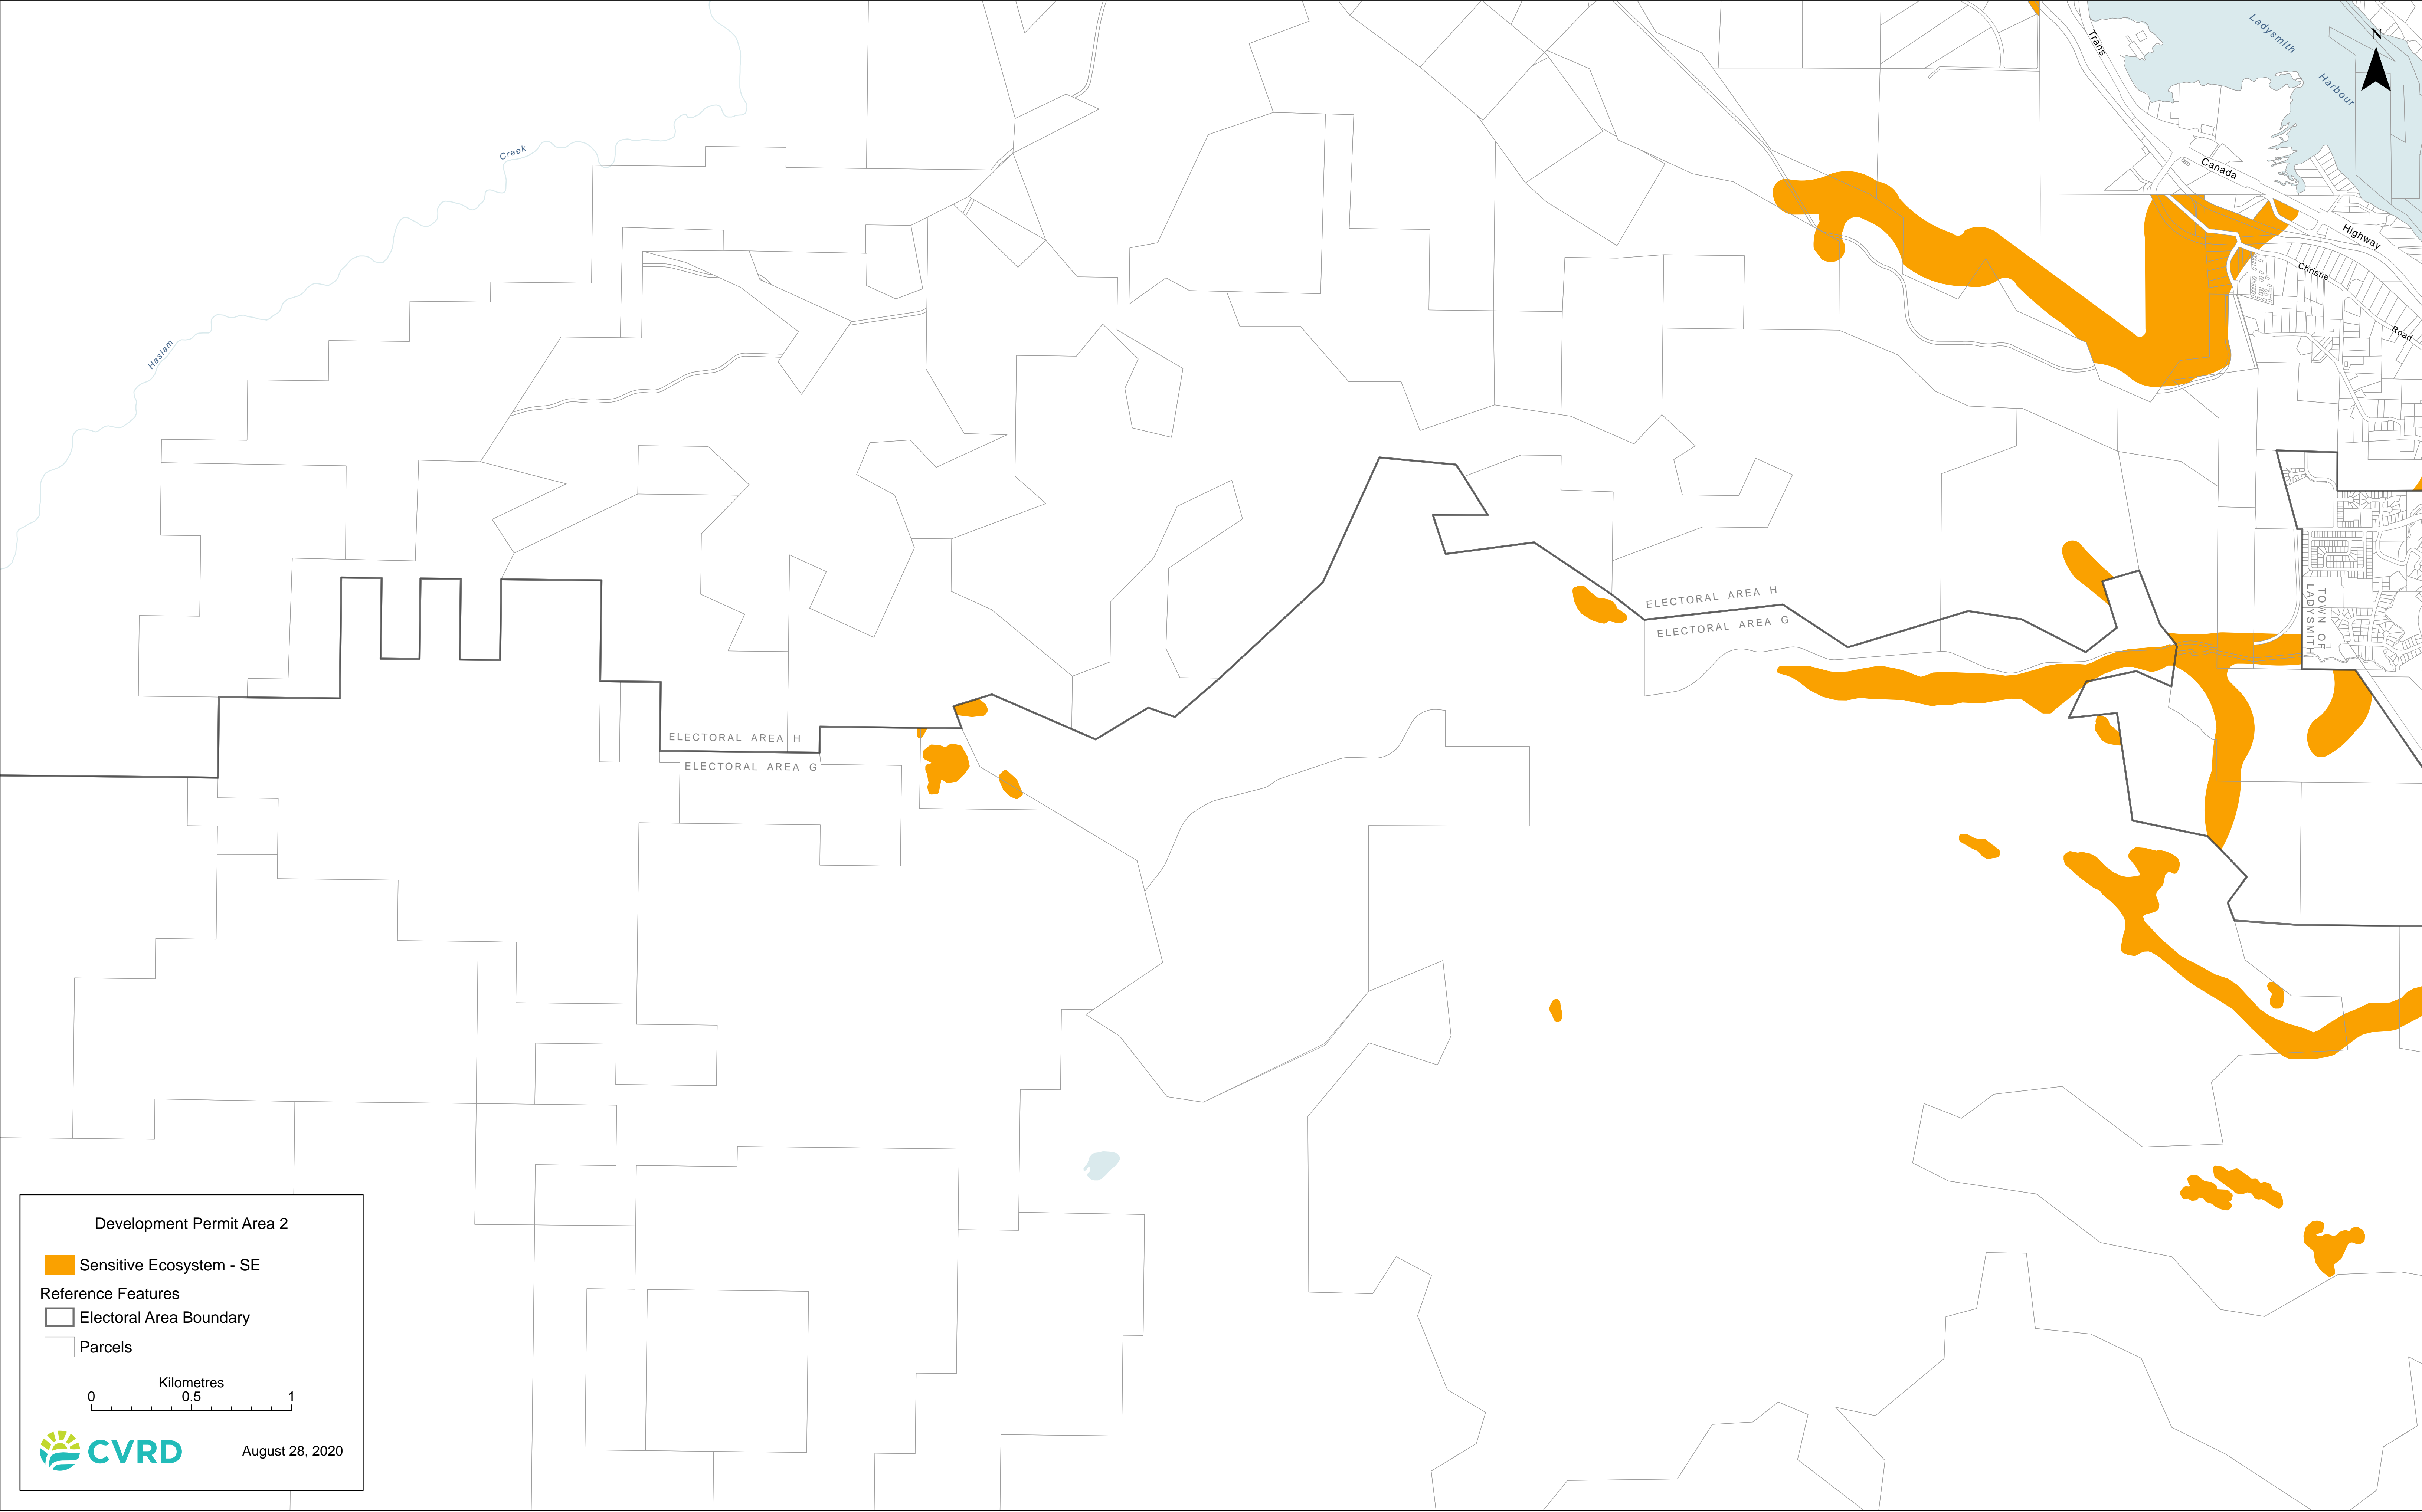 Ladysmith
Harbour
N
Trans
Canada
Highway
Christie
Road
Creek
Haslam
ELECTORAL AREA H
ELECTORAL AREA G
TOWN OF
LADYSMITH
ELECTORAL AREA H
ELECTORAL AREA G
Development Permit Area 2
Sensitive Ecosystem - SE
Reference Features
Electoral Area Boundary
Parcels
Kilometres
0 0.5 1
CVRD
August 28, 2020